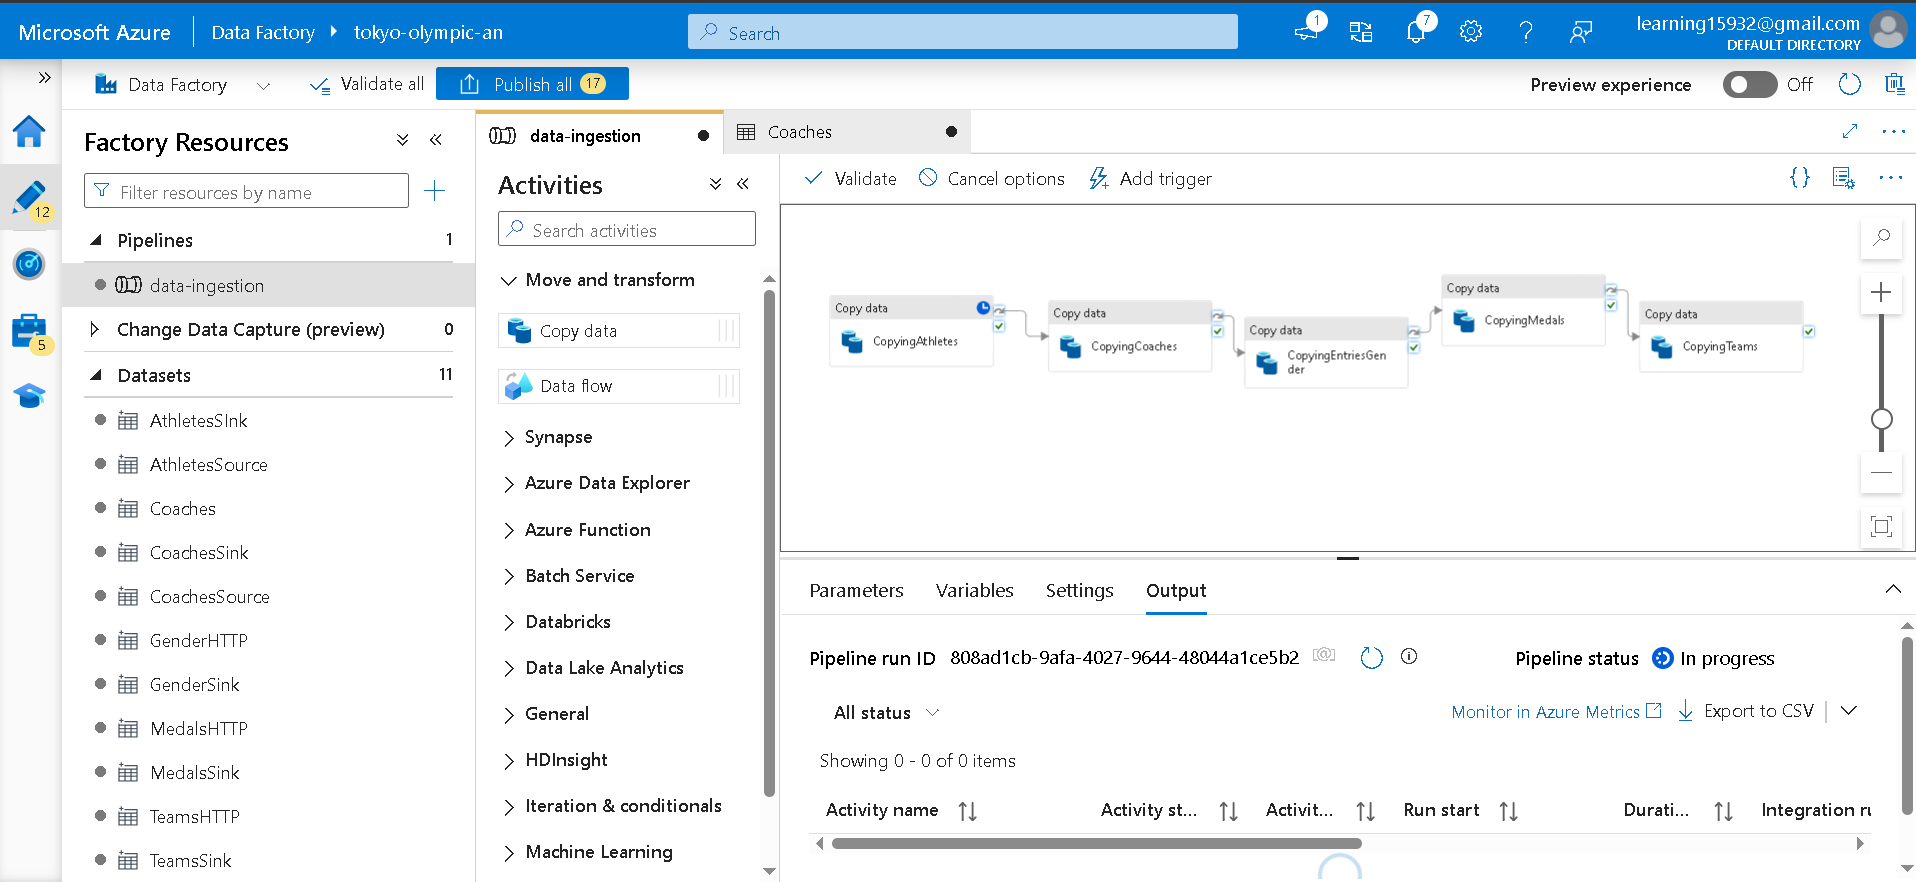 Microsoft Azure
Data Factory
tokyo-olympic-an
Search
1
7
learning15932@gmail.com
DEFAULT DIRECTORY
Data Factory
Validate all
Publish all 17
Preview experience
Off
12
5
Factory Resources
Filter resources by name
Pipelines 1
data-ingestion
Change Data Capture (preview) 0
Datasets 11
AthletesSInk
AthletesSource
Coaches
CoachesSink
CoachesSource
GenderHTTP
GenderSink
MedalsHTTP
MedalsSink
TeamsHTTP
TeamsSink
data-ingestion
Coaches
Activities
Search activities
Move and transform
Copy data
Data flow
Synapse
Azure Data Explorer
Azure Function
Batch Service
Databricks
Data Lake Analytics
General
HDInsight
Iteration & conditionals
Machine Learning
Validate
Cancel options
Add trigger
{}
Copy data
CopyingAthletes
Copy data
CopyingCoaches
Copy data
CopyingEntriesGen
der
Copy data
CopyingMedals
Copy data
CopyingTeams
Parameters
Variables
Settings
Output
Pipeline run ID 808ad1cb-9afa-4027-9644-48044a1ce5b2
Pipeline status In progress
All status
Monitor in Azure Metrics
Export to CSV
Showing 0 - 0 of 0 items
Activity name
Activity st...
Activit...
Run start
Durati...
Integration ru